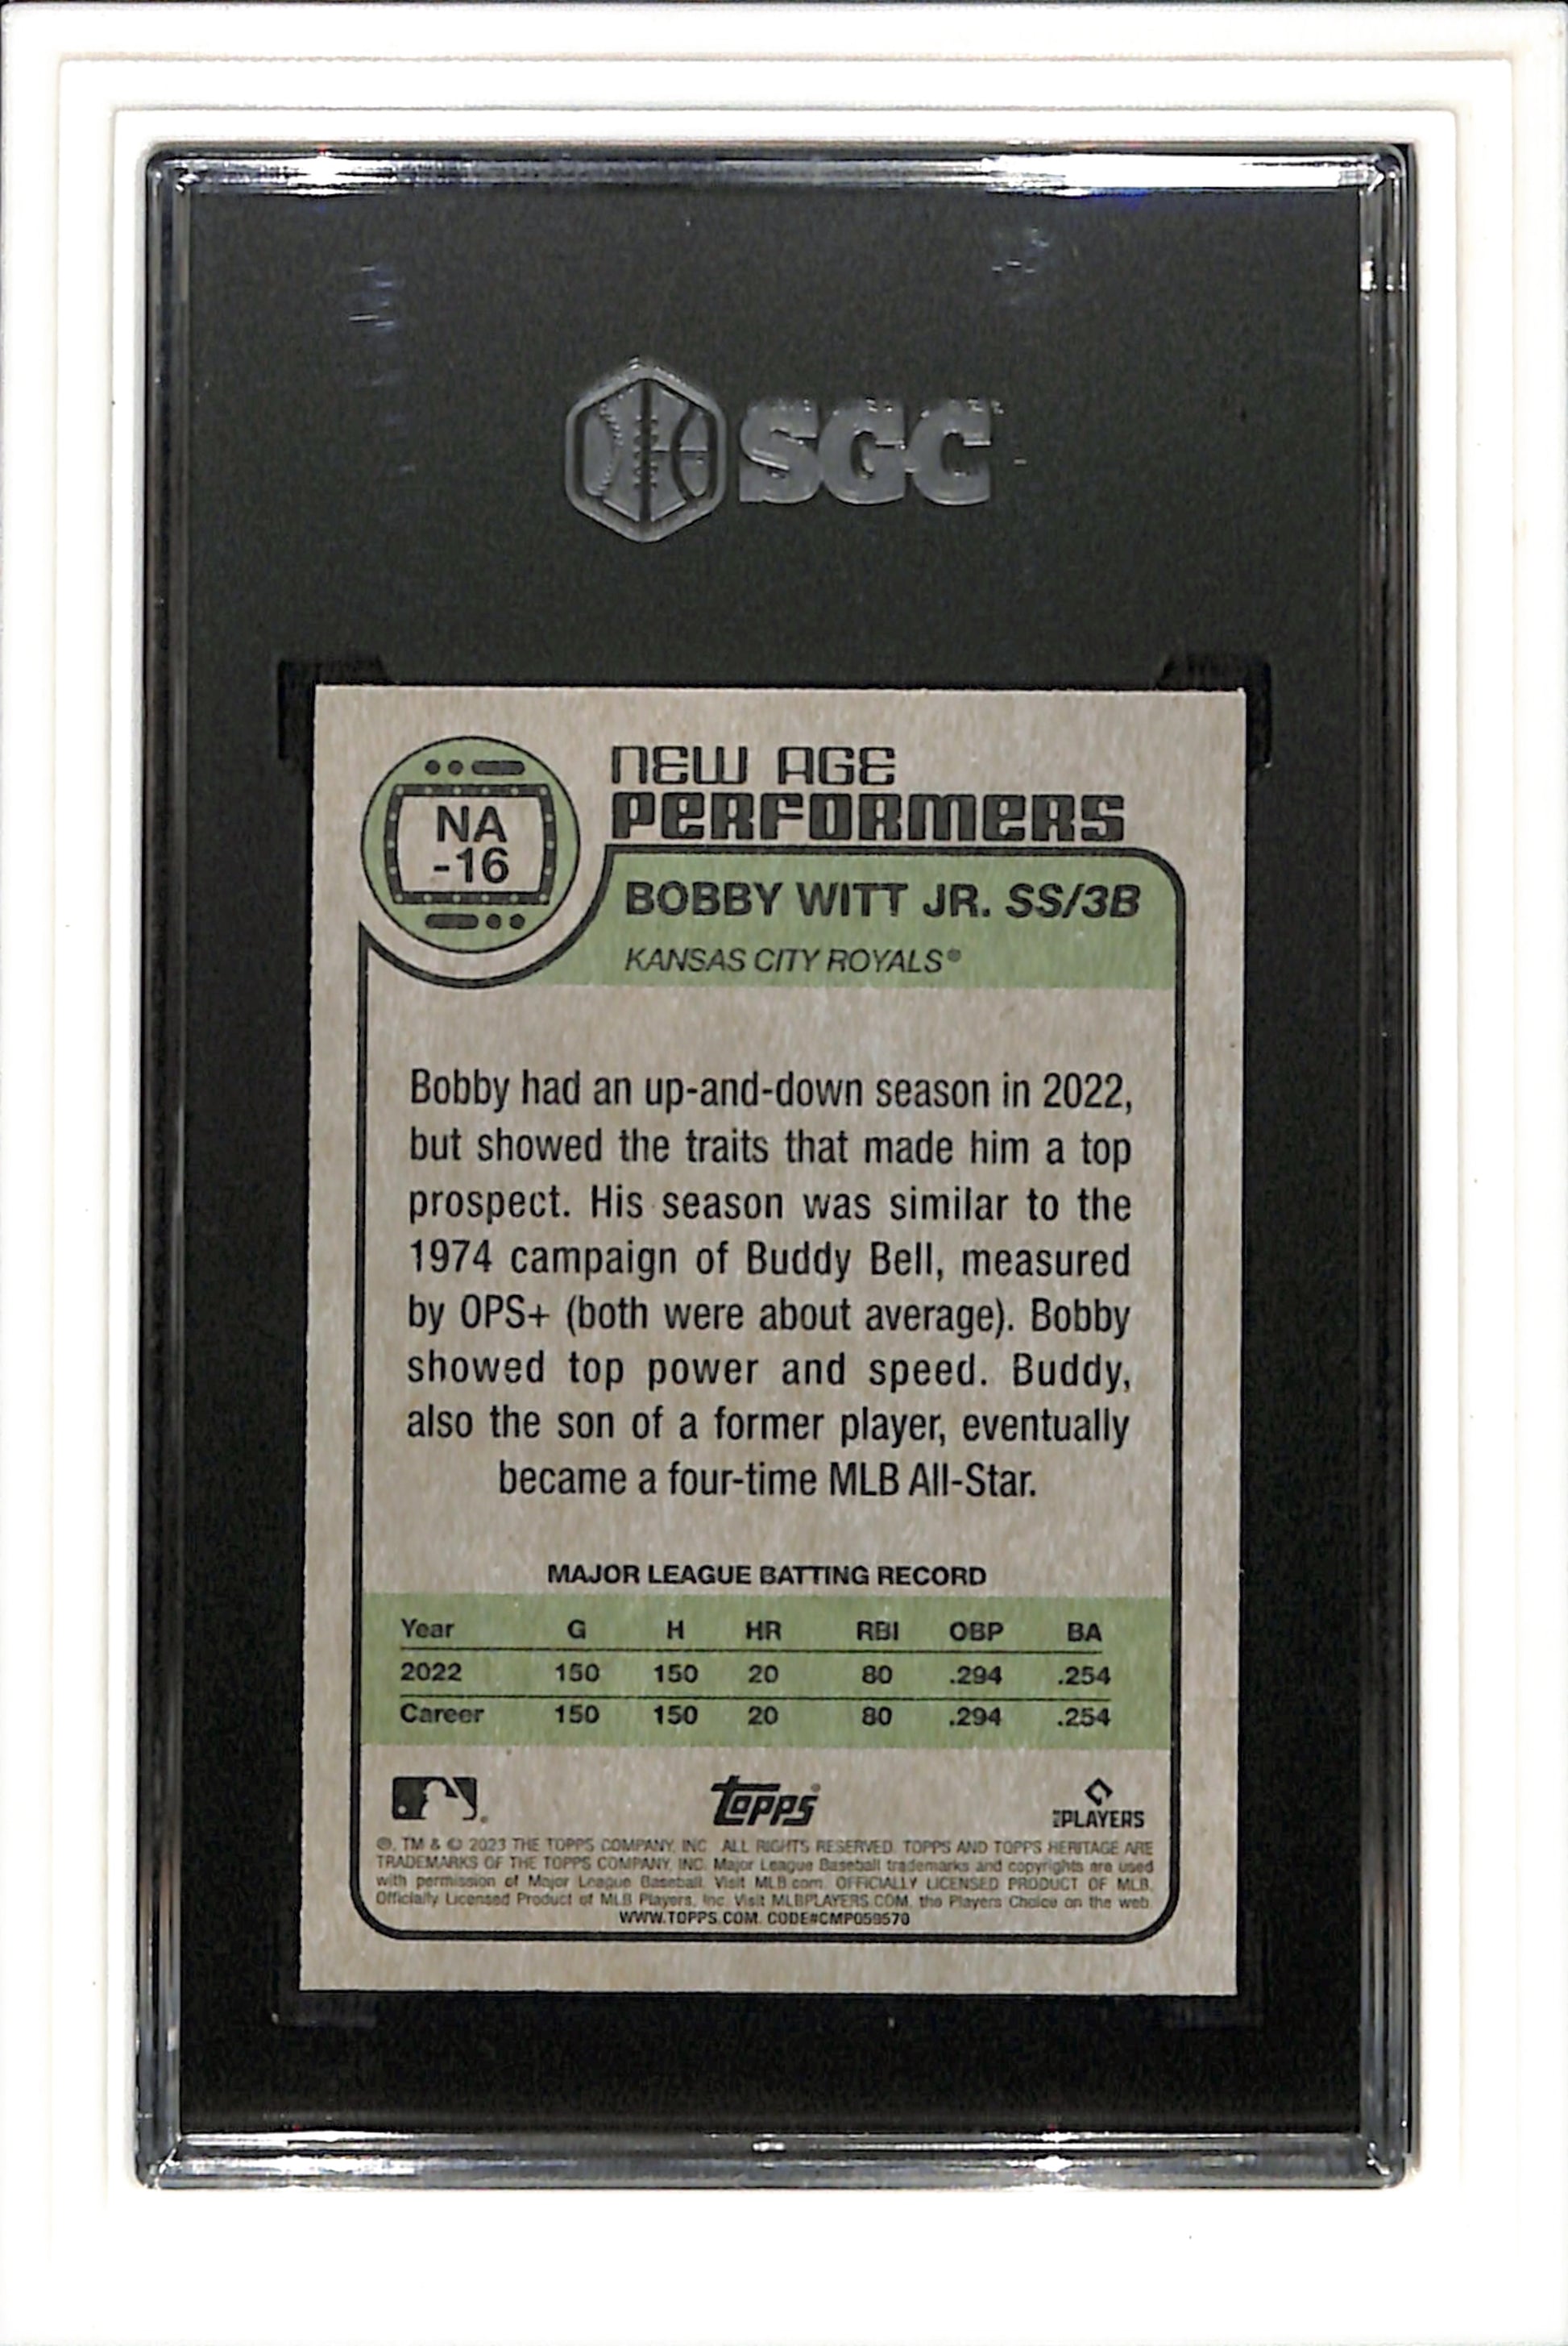 SGC
NA
-16
NEW AGE
PERFORMERS
BOBBY WITT JR. SS/3B
KANSAS CITY ROYALS®
Bobby had an up-and-down season in 2022,
but showed the traits that made him a top
prospect. His season was similar to the
1974 campaign of Buddy Bell, measured
by OPS+ (both were about average). Bobby
showed top power and speed. Buddy,
also the son of a former player, eventually
became a four-time MLB All-Star.
MAJOR LEAGUE BATTING RECORD
Year G H HR RBI OBP BA
2022 150 150 20 80 .294 .254
Career 150 150 20 80 .294 .254
Topps
PLAYERS
®, TM & © 2023 THE TOPPS COMPANY, INC. ALL RIGHTS RESERVED. TOPPS AND TOPPS HERITAGE ARE
TRADEMARKS OF THE TOPPS COMPANY, INC. Major League Baseball trademarks and copyrights are used
with permission of Major League Baseball. Visit MLB.com. OFFICIALLY LICENSED PRODUCT OF MLB
Officially Licensed Product of MLB Players, Inc. Visit MLBPLAYERS.COM, the Players Choice on the web.
WWW.TOPPS.COM. CODE#CMP059570